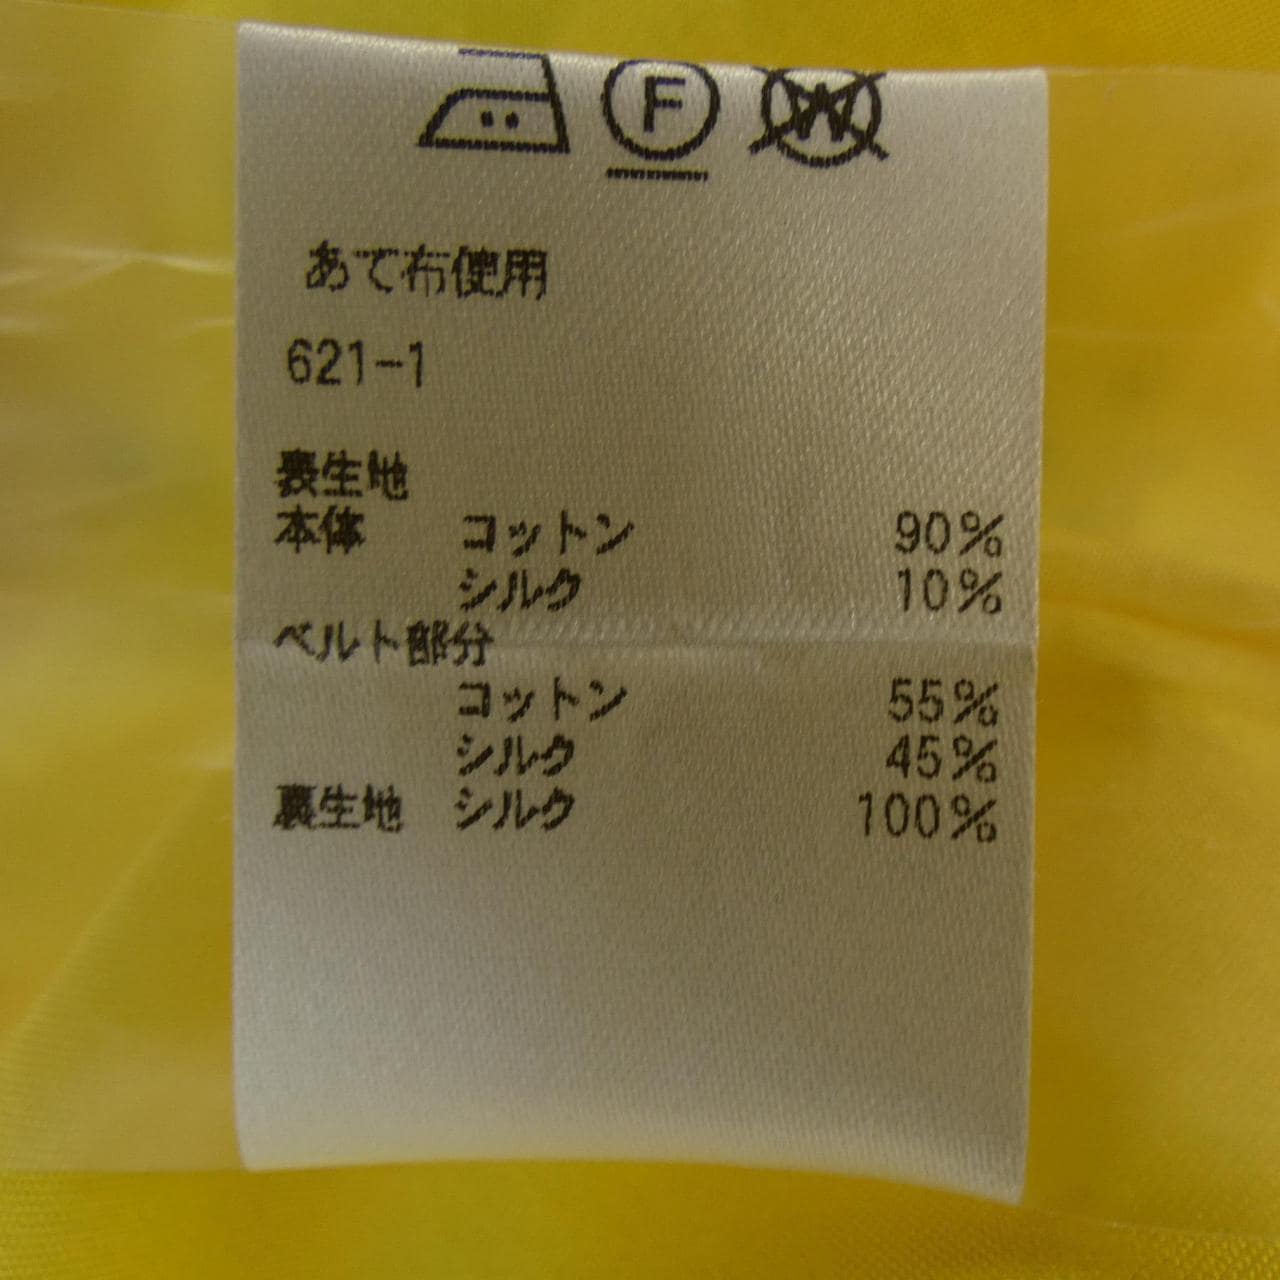 F W
あて布使用
621-1
表生地
本体 コットン 90%
シルク 10%
ベルト部分
コットン 55%
シルク 45%
裏生地 シルク 100%